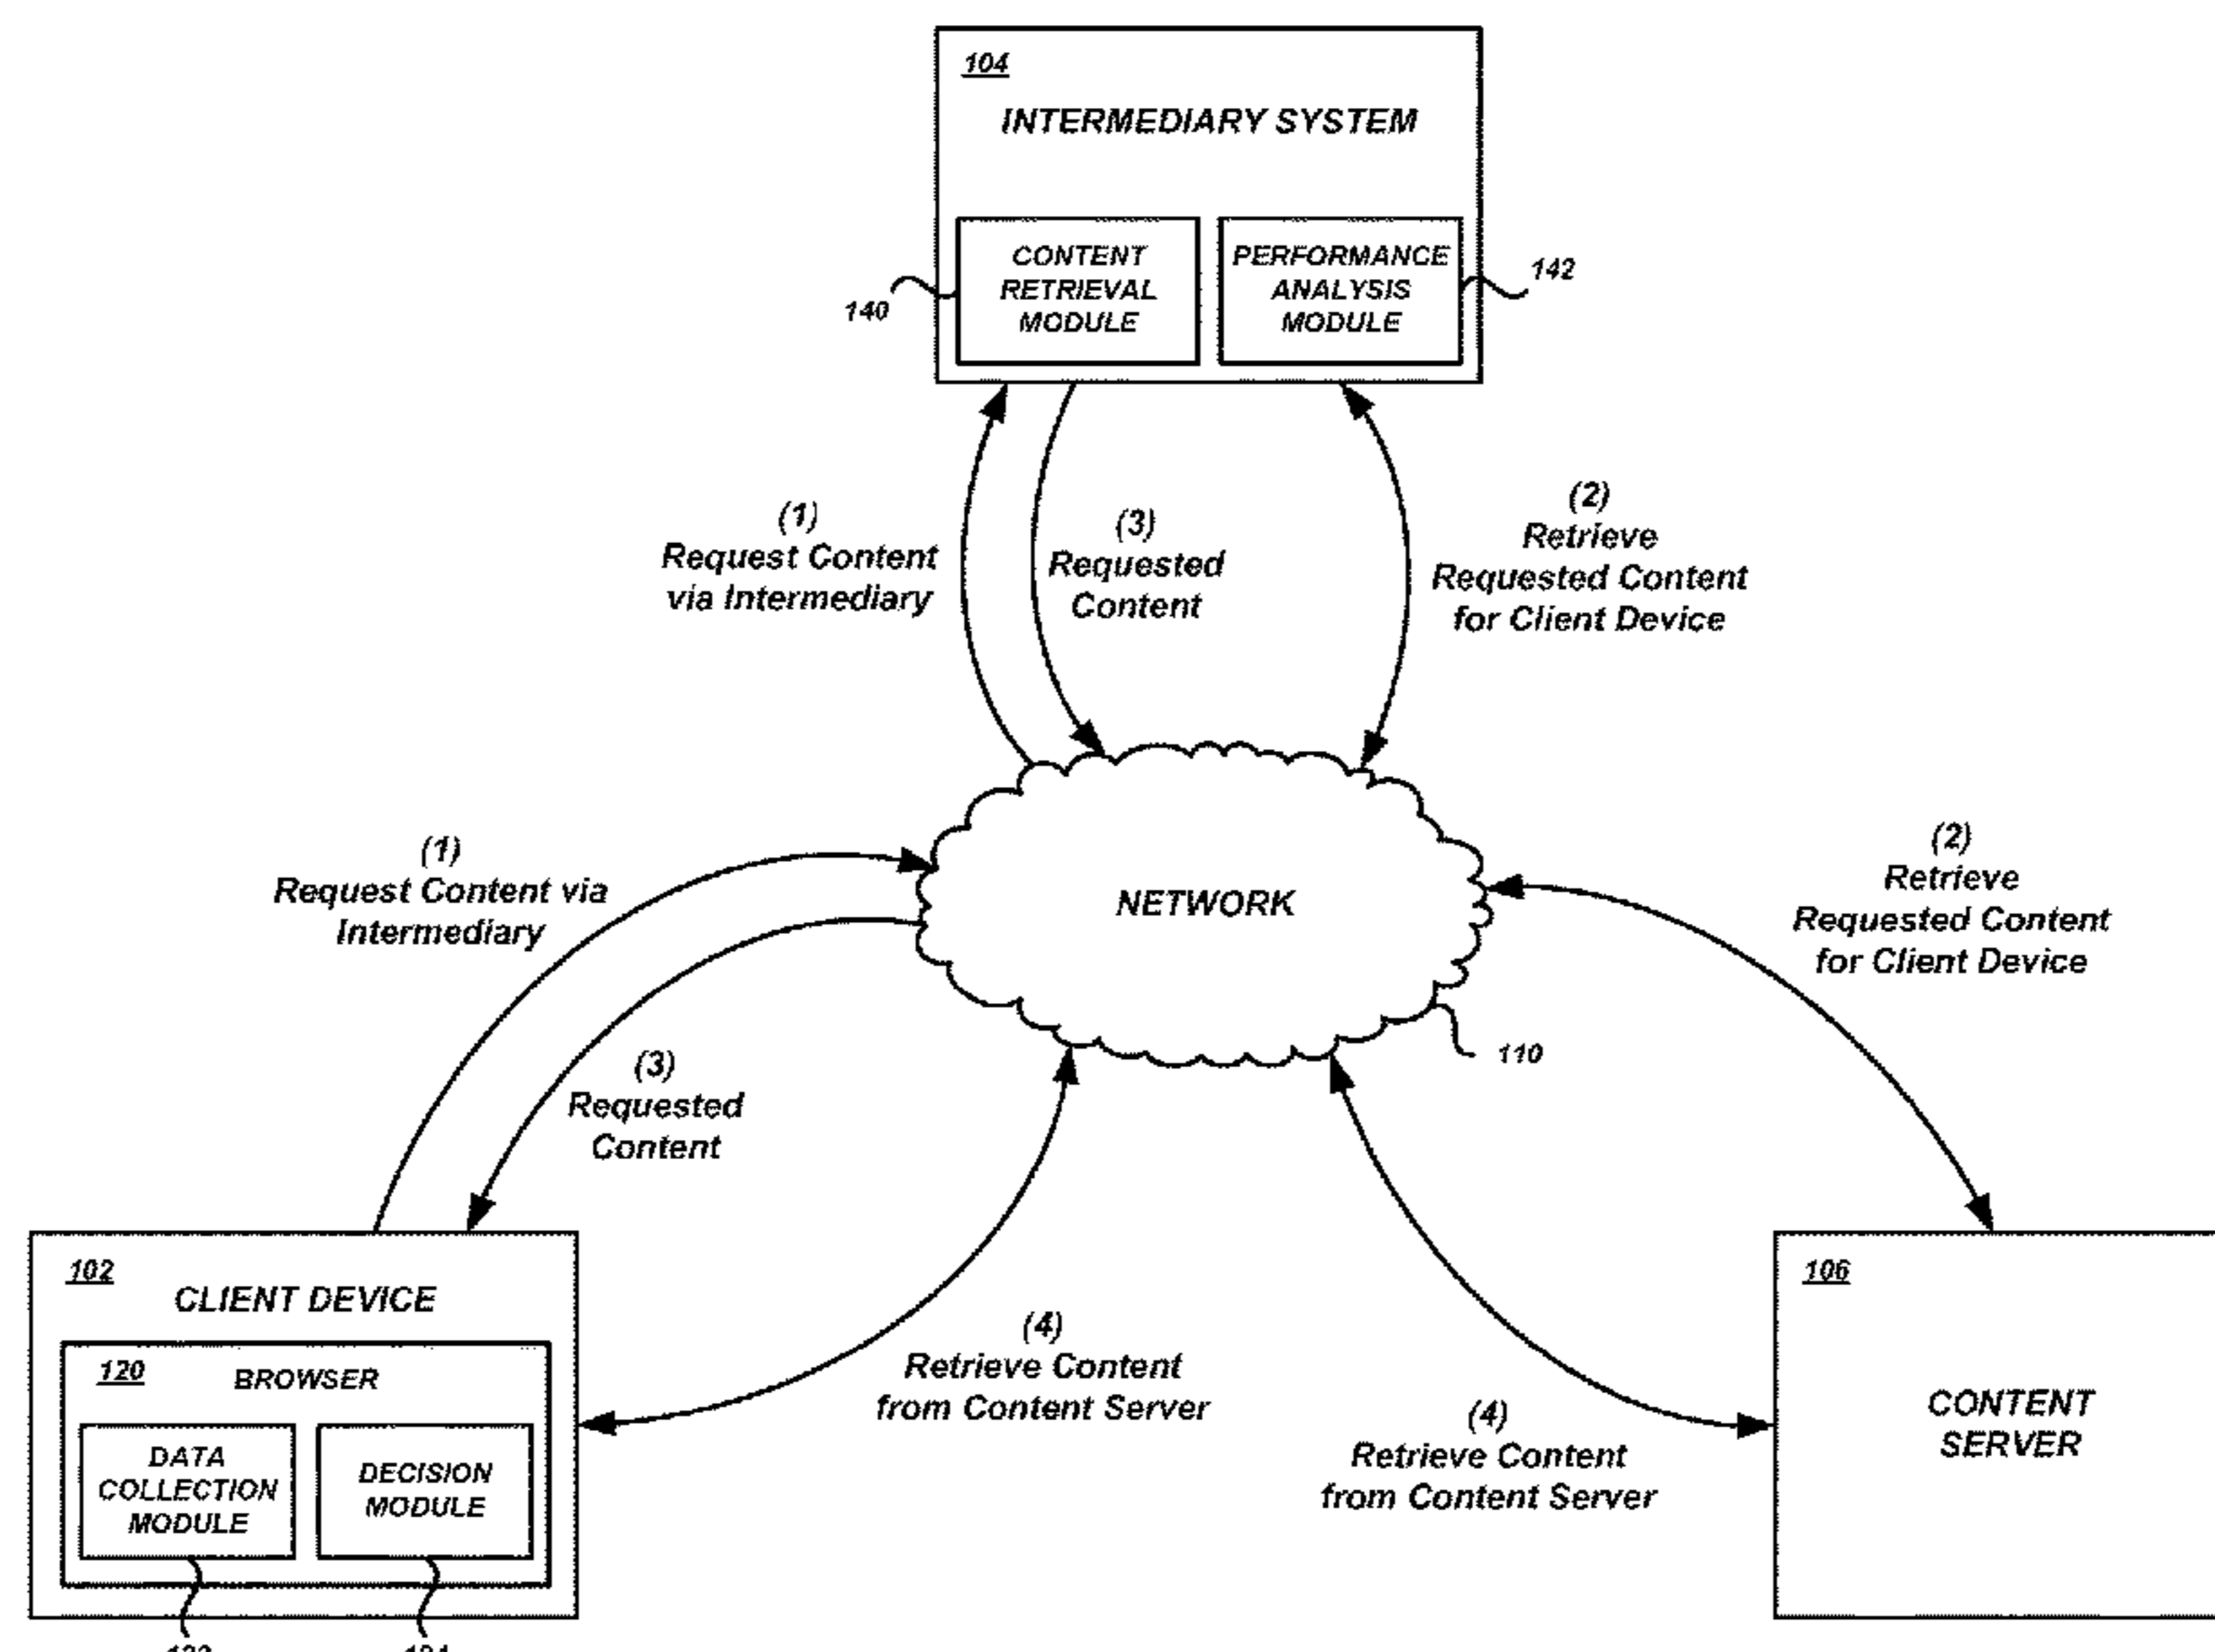 104
INTERMEDIARY SYSTEM
CONTENT
RETRIEVAL
MODULE
PERFORMANCE
ANALYSIS
MODULE
140
142
(1)
Request Content
via Intermediary
(3)
Requested
Content
(2)
Retrieve
Requested Content
for Client Device
(1)
Request Content via
Intermediary
NETWORK
(2)
Retrieve
Requested Content
for Client Device
110
(3)
Requested
Content
102
CLIENT DEVICE
120
BROWSER
DATA
COLLECTION
MODULE
DECISION
MODULE
(4)
Retrieve Content
from Content Server
(4)
Retrieve Content
from Content Server
106
CONTENT
SERVER